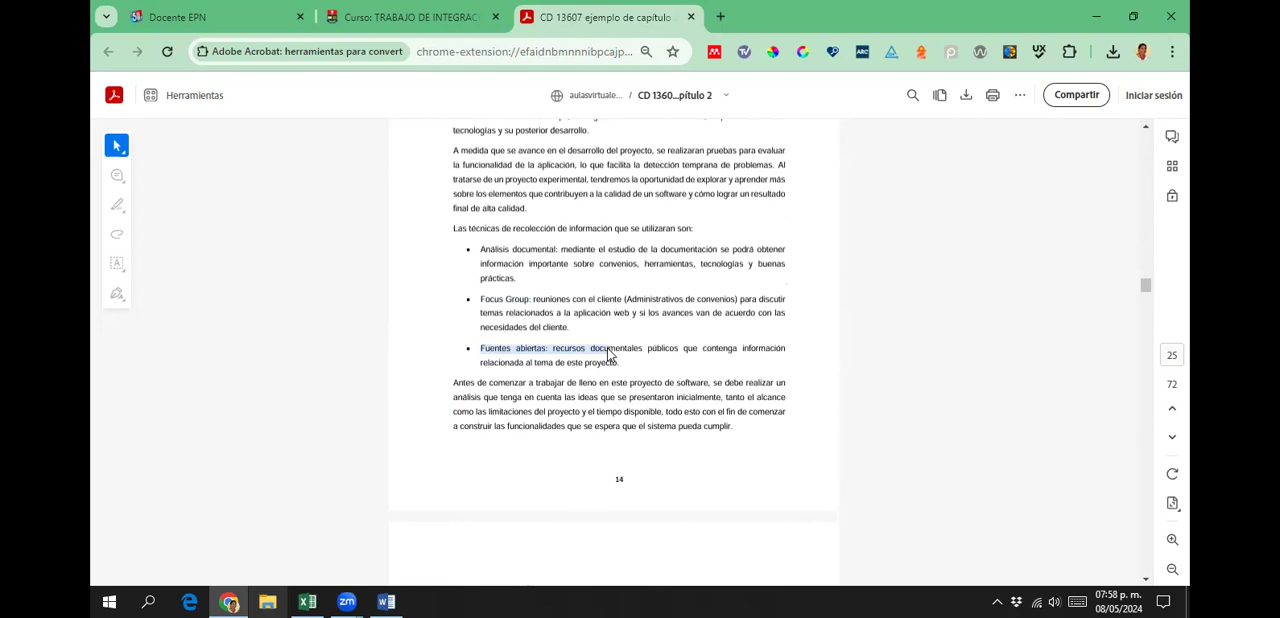 Docente EPN
Curso: TRABAJO DE INTEGRAC
CD 13607 ejemplo de capítulo
Adobe Acrobat: herramientas para convert
chrome-extension://efaidnbmnnnibpcajp...
Herramientas
aulasvirtuale... / CD 1360...pítulo 2
Compartir
Iniciar sesión
tecnologías y su posterior desarrollo.
A medida que se avance en el desarrollo del proyecto, se realizaran pruebas para evaluar
la funcionalidad de la aplicación, lo que facilita la detección temprana de problemas. Al
tratarse de un proyecto experimental, tendremos la oportunidad de explorar y aprender más
sobre los elementos que contribuyen a la calidad de un software y cómo lograr un resultado
final de alta calidad.
Las técnicas de recolección de información que se utilizaran son:
• Análisis documental: mediante el estudio de la documentación se podrá obtener
información importante sobre convenios, herramientas, tecnologías y buenas
prácticas.
• Focus Group: reuniones con el cliente (Administrativos de convenios) para discutir
temas relacionados a la aplicación web y si los avances van de acuerdo con las
necesidades del cliente.
• Fuentes abiertas: recursos documentales públicos que contenga información
relacionada al tema de este proyecto.
Antes de comenzar a trabajar de lleno en este proyecto de software, se debe realizar un
análisis que tenga en cuenta las ideas que se presentaron inicialmente, tanto el alcance
como las limitaciones del proyecto y el tiempo disponible, todo esto con el fin de comenzar
a construir las funcionalidades que se espera que el sistema pueda cumplir.
14
25
72
07:58 p. m.
08/05/2024